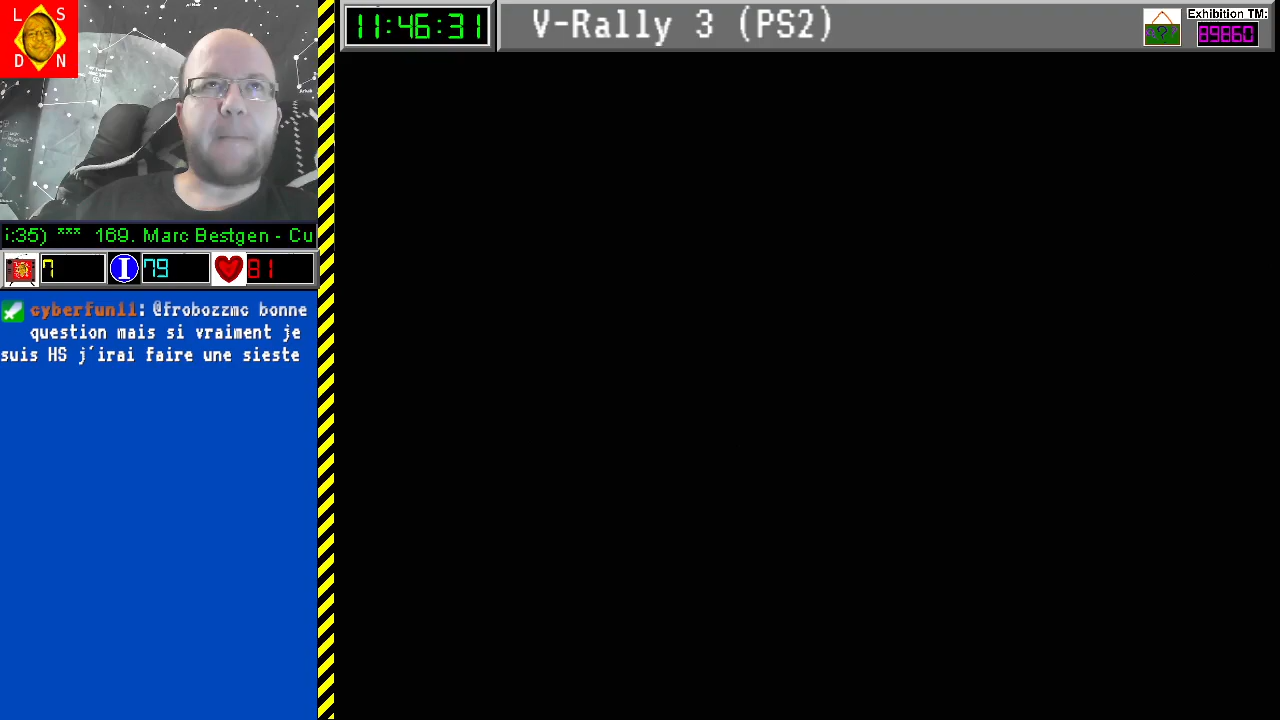 L S
D N
11:46:31
V-Rally 3 (PS2)
Exhibition TM:
89860
i:35) *** 169. Marc Bestgen - Cu
7
I
79
81
cyberfun11: @frobozzmc bonne
question mais si vraiment je
suis HS j´irai faire une sieste